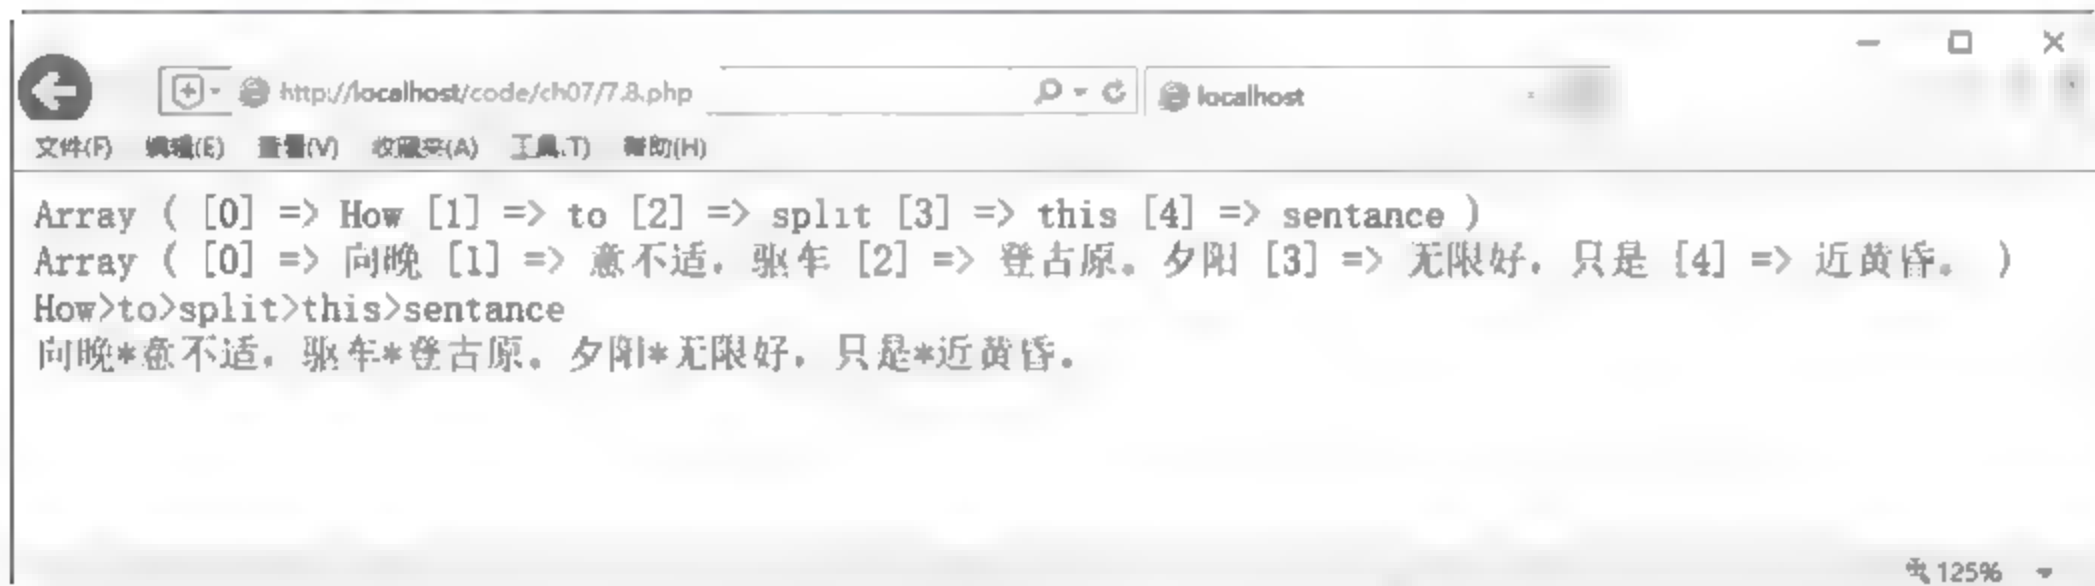 http://localhost/code/ch07/7.8.php localhost
文件(F) 编辑(E) 查看(V) 收藏夹(A) 工具(T) 帮助(H)
Array ( [0] => How [1] => to [2] => split [3] => this [4] => sentance )
Array ( [0] => 向晚 [1] => 意不适，驱车 [2] => 登古原。夕阳 [3] => 无限好，只是 [4] => 近黄昏。 )
How>to>split>this>sentance
向晚*意不适，驱车*登古原。夕阳*无限好，只是*近黄昏。
125%